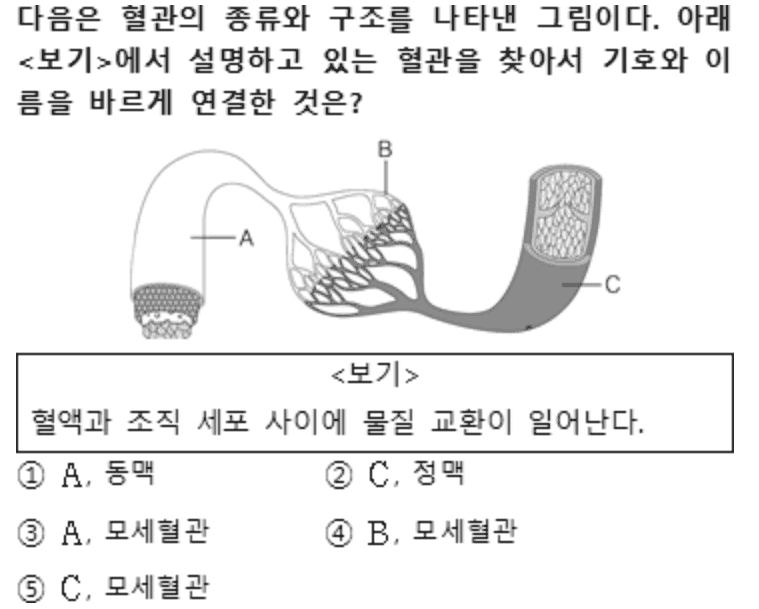 다음은 혈관의 종류와 구조를 나타낸 그림이다. 아래
<보기>에서 설명하고 있는 혈관을 찾아서 기호와 이
름을 바르게 연결한 것은?
B
A
C
<보기>
혈액과 조직 세포 사이에 물질 교환이 일어난다.
① A, 동맥 ② C, 정맥
③ A, 모세혈관 ④ B, 모세혈관
⑤ C, 모세혈관